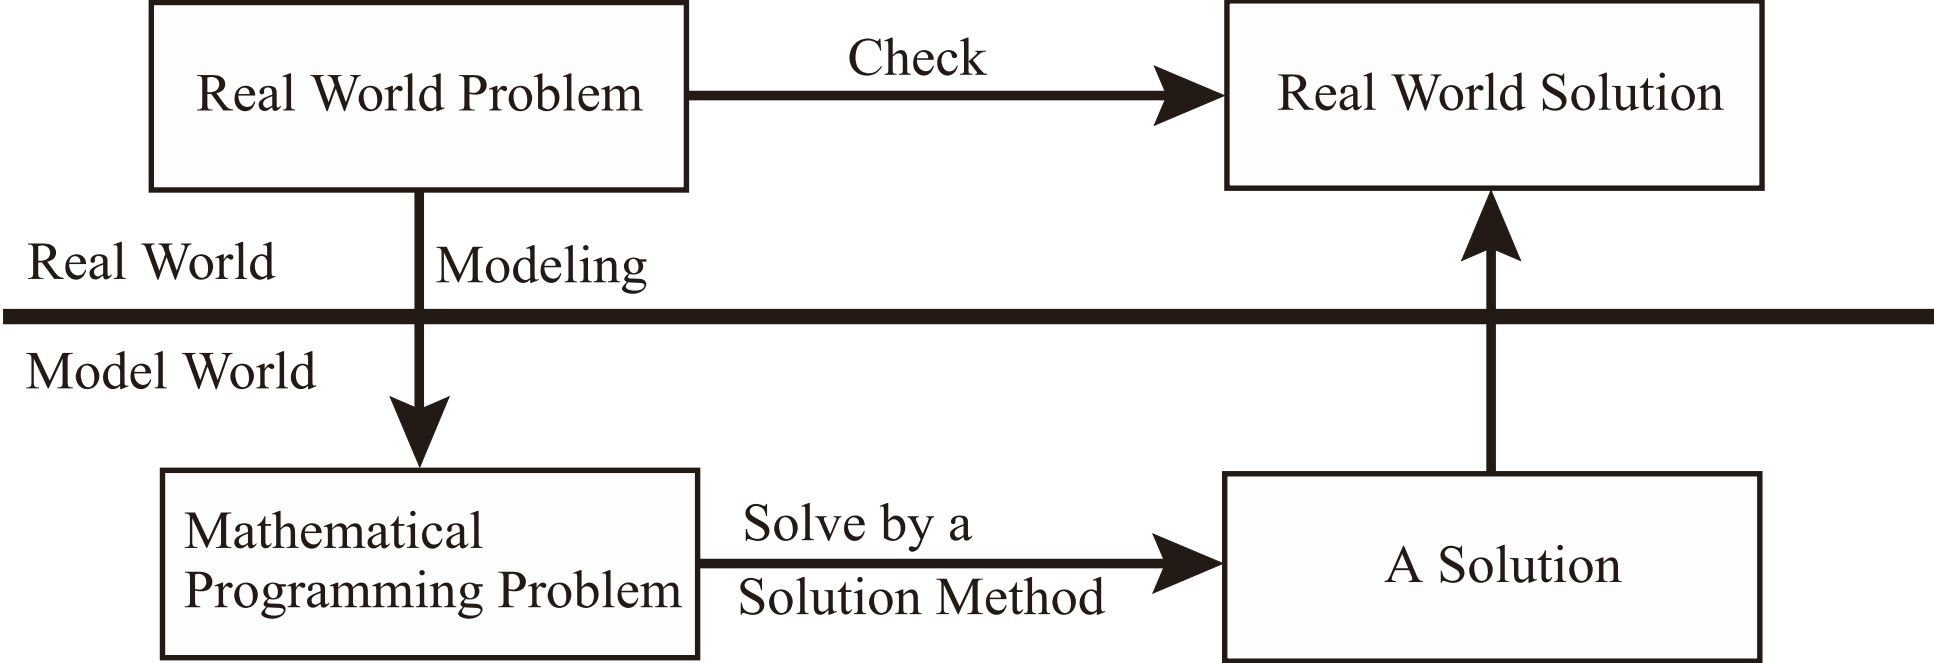 Real World Problem
Check
Real World Solution
Real World
Modeling
Model World
Mathematical
Programming Problem
Solve by a
Solution Method
A Solution